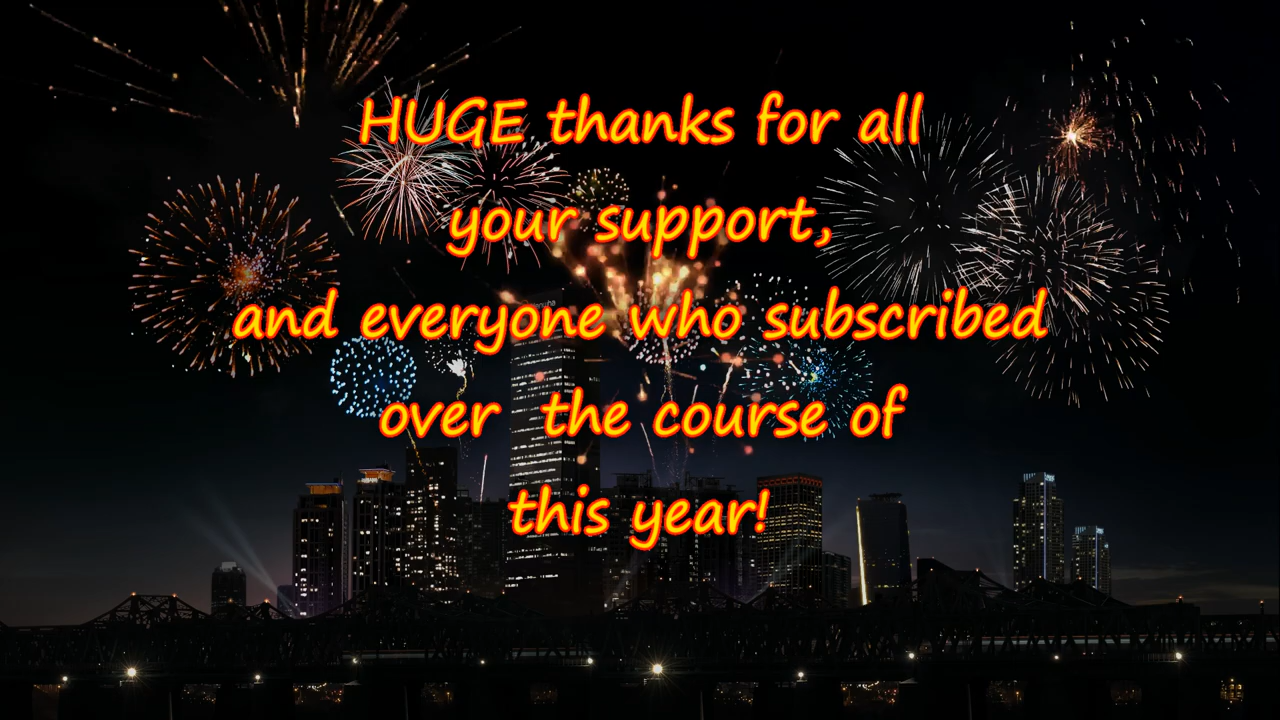 HUGE thanks for all
your support,
and everyone who subscribed
over  the course of
this year!